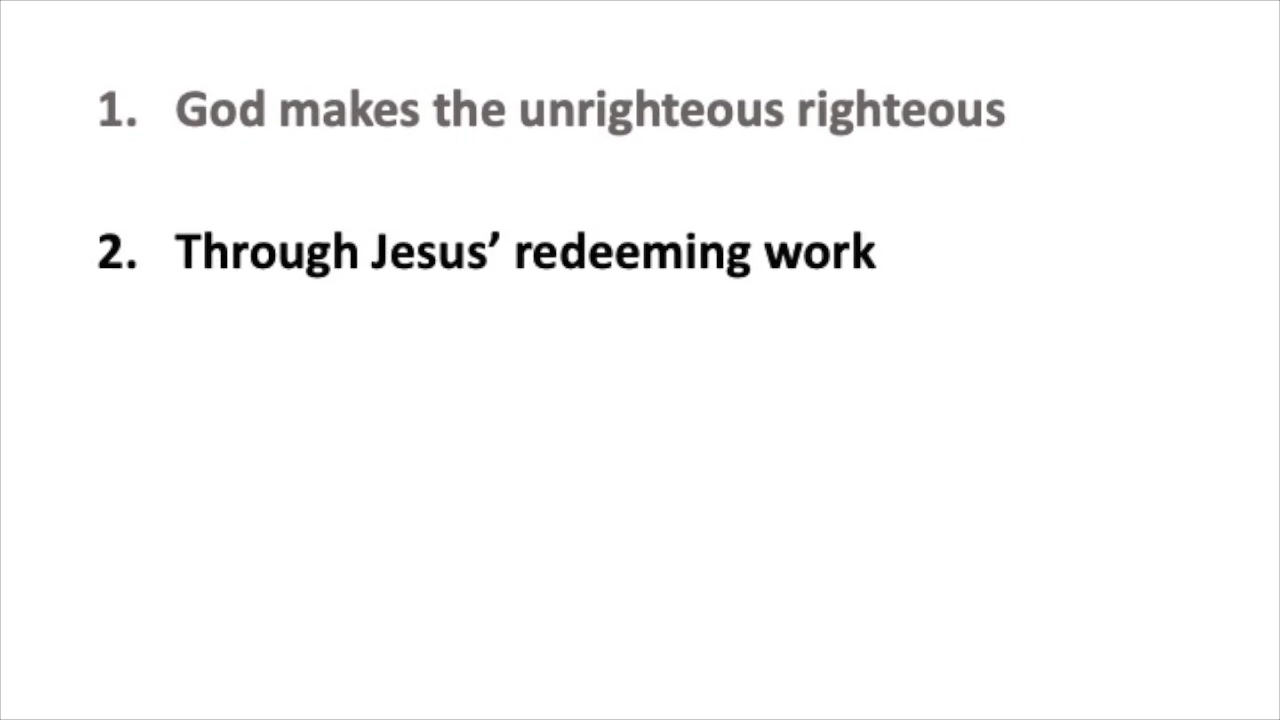 1. God makes the unrighteous righteous
2. Through Jesus’ redeeming work